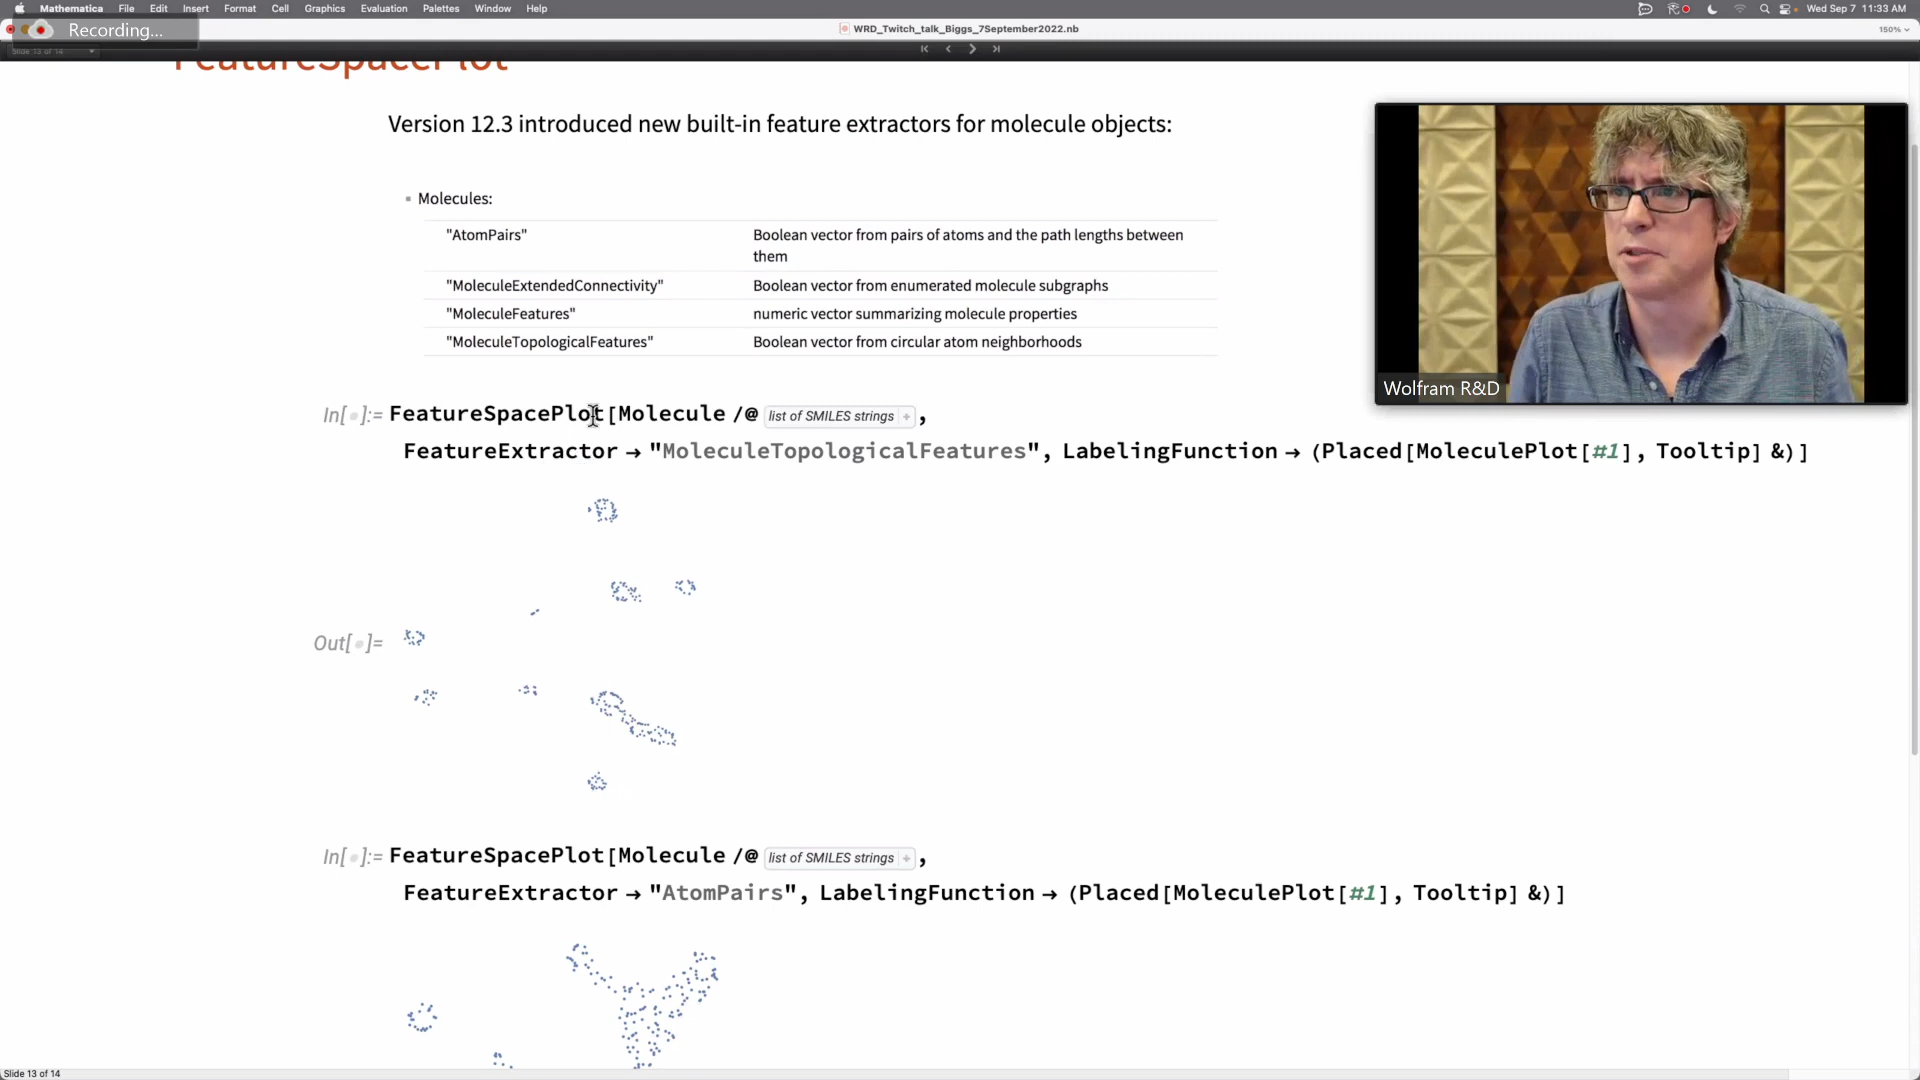 Mathematica File Edit Insert Format Cell Graphics Evaluation Palettes Window Help
Wed Sep 7 11:33 AM
Recording...
WRD_Twitch_talk_Biggs_7September2022.nb
150%
Slide 13 of 14
FeatureSpacePlot
Version 12.3 introduced new built-in feature extractors for molecule objects:
Molecules:
"AtomPairs" Boolean vector from pairs of atoms and the path lengths between
them
"MoleculeExtendedConnectivity" Boolean vector from enumerated molecule subgraphs
"MoleculeFeatures" numeric vector summarizing molecule properties
"MoleculeTopologicalFeatures" Boolean vector from circular atom neighborhoods
Wolfram R&D
In[ ]:= FeatureSpacePlot[Molecule /@ list of SMILES strings +,
FeatureExtractor → "MoleculeTopologicalFeatures", LabelingFunction → (Placed[MoleculePlot[#1], Tooltip] &)]
Out[ ]=
In[ ]:= FeatureSpacePlot[Molecule /@ list of SMILES strings +,
FeatureExtractor → "AtomPairs", LabelingFunction → (Placed[MoleculePlot[#1], Tooltip] &)]
Slide 13 of 14